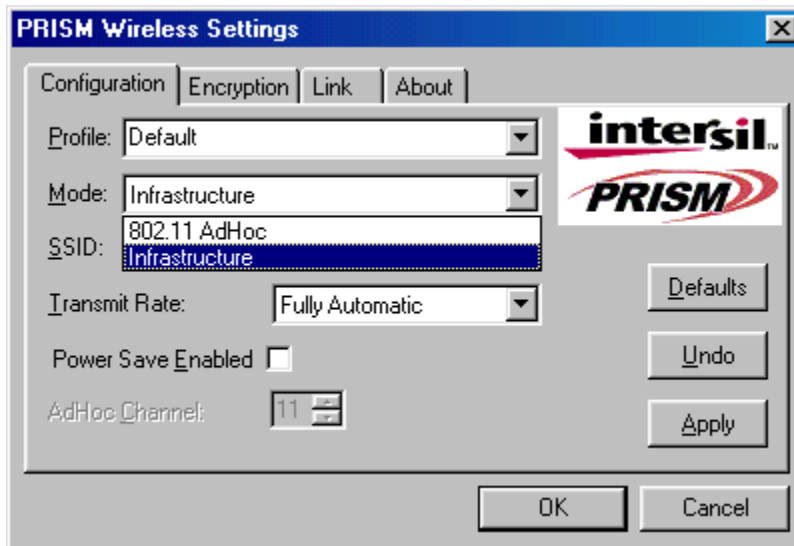 PRISM Wireless Settings
Configuration Encryption Link About
Profile: Default
intersil™
PRISM
Mode: Infrastructure
802.11 AdHoc
Infrastructure
SSID:
Transmit Rate: Fully Automatic
Defaults
Power Save Enabled
Undo
AdHoc Channel: 11
Apply
OK Cancel